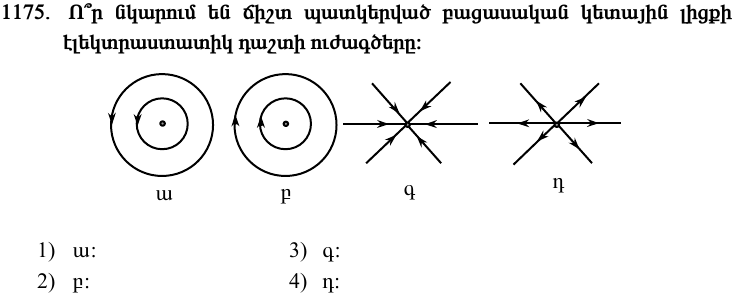 1175. Ո՞ր նկարում են ճիշտ պատկերված բացասական կետային լիցքի
էլեկտրաստատիկ դաշտի ուժագծերը:
ա բ գ դ
1) ա: 3) գ:
2) բ: 4) դ: